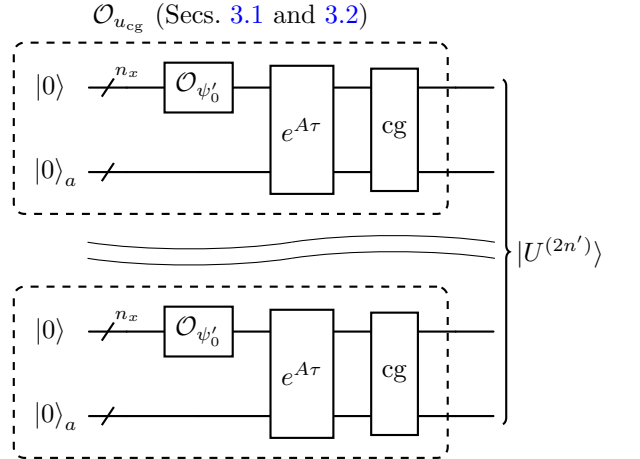 𝒪_{u_cg} (Secs. 3.1 and 3.2)
|0⟩ n_x 𝒪_{ψ′_0}
e^{Aτ} cg
|0⟩_a
|U^{(2n′)}⟩
|0⟩ n_x 𝒪_{ψ′_0}
e^{Aτ} cg
|0⟩_a